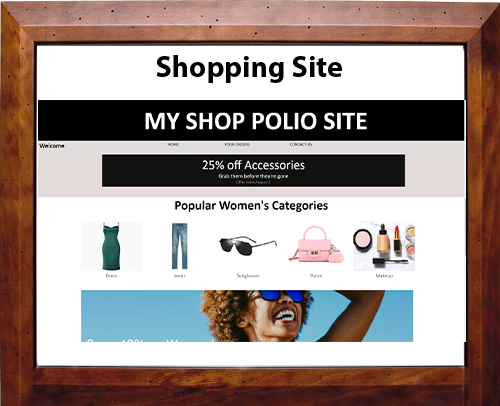 Shopping Site
MY SHOP POLIO SITE
Welcome
HOME
YOUR ORDERS
CONTACT US
25% off Accessories
Grab them before they're gone
Offer ends August 1
Popular Women's Categories
Dress
Jeans
Sunglasses
Purse
Makeup